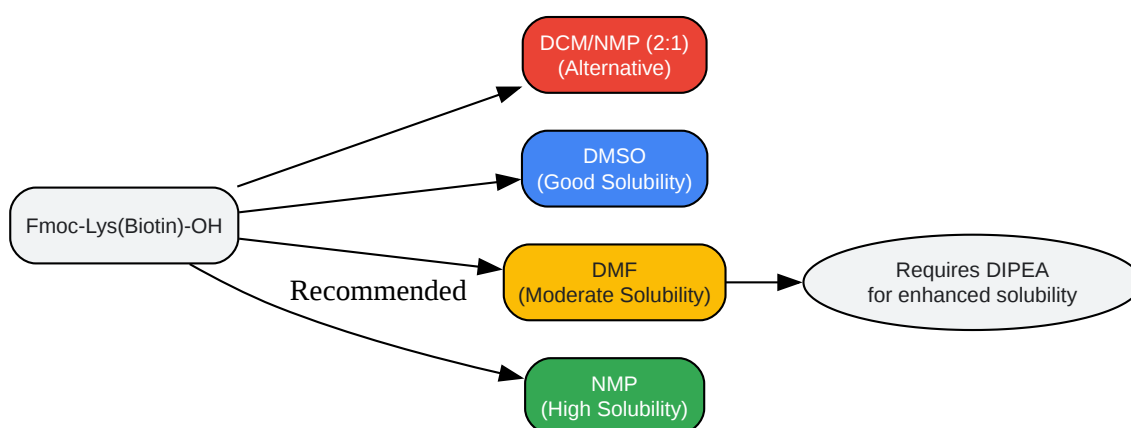 DCM/NMP (2:1)
(Alternative)
DMSO
(Good Solubility)
Fmoc-Lys(Biotin)-OH
DMF
(Moderate Solubility)
Requires DIPEA
for enhanced solubility
Recommended
NMP
(High Solubility)